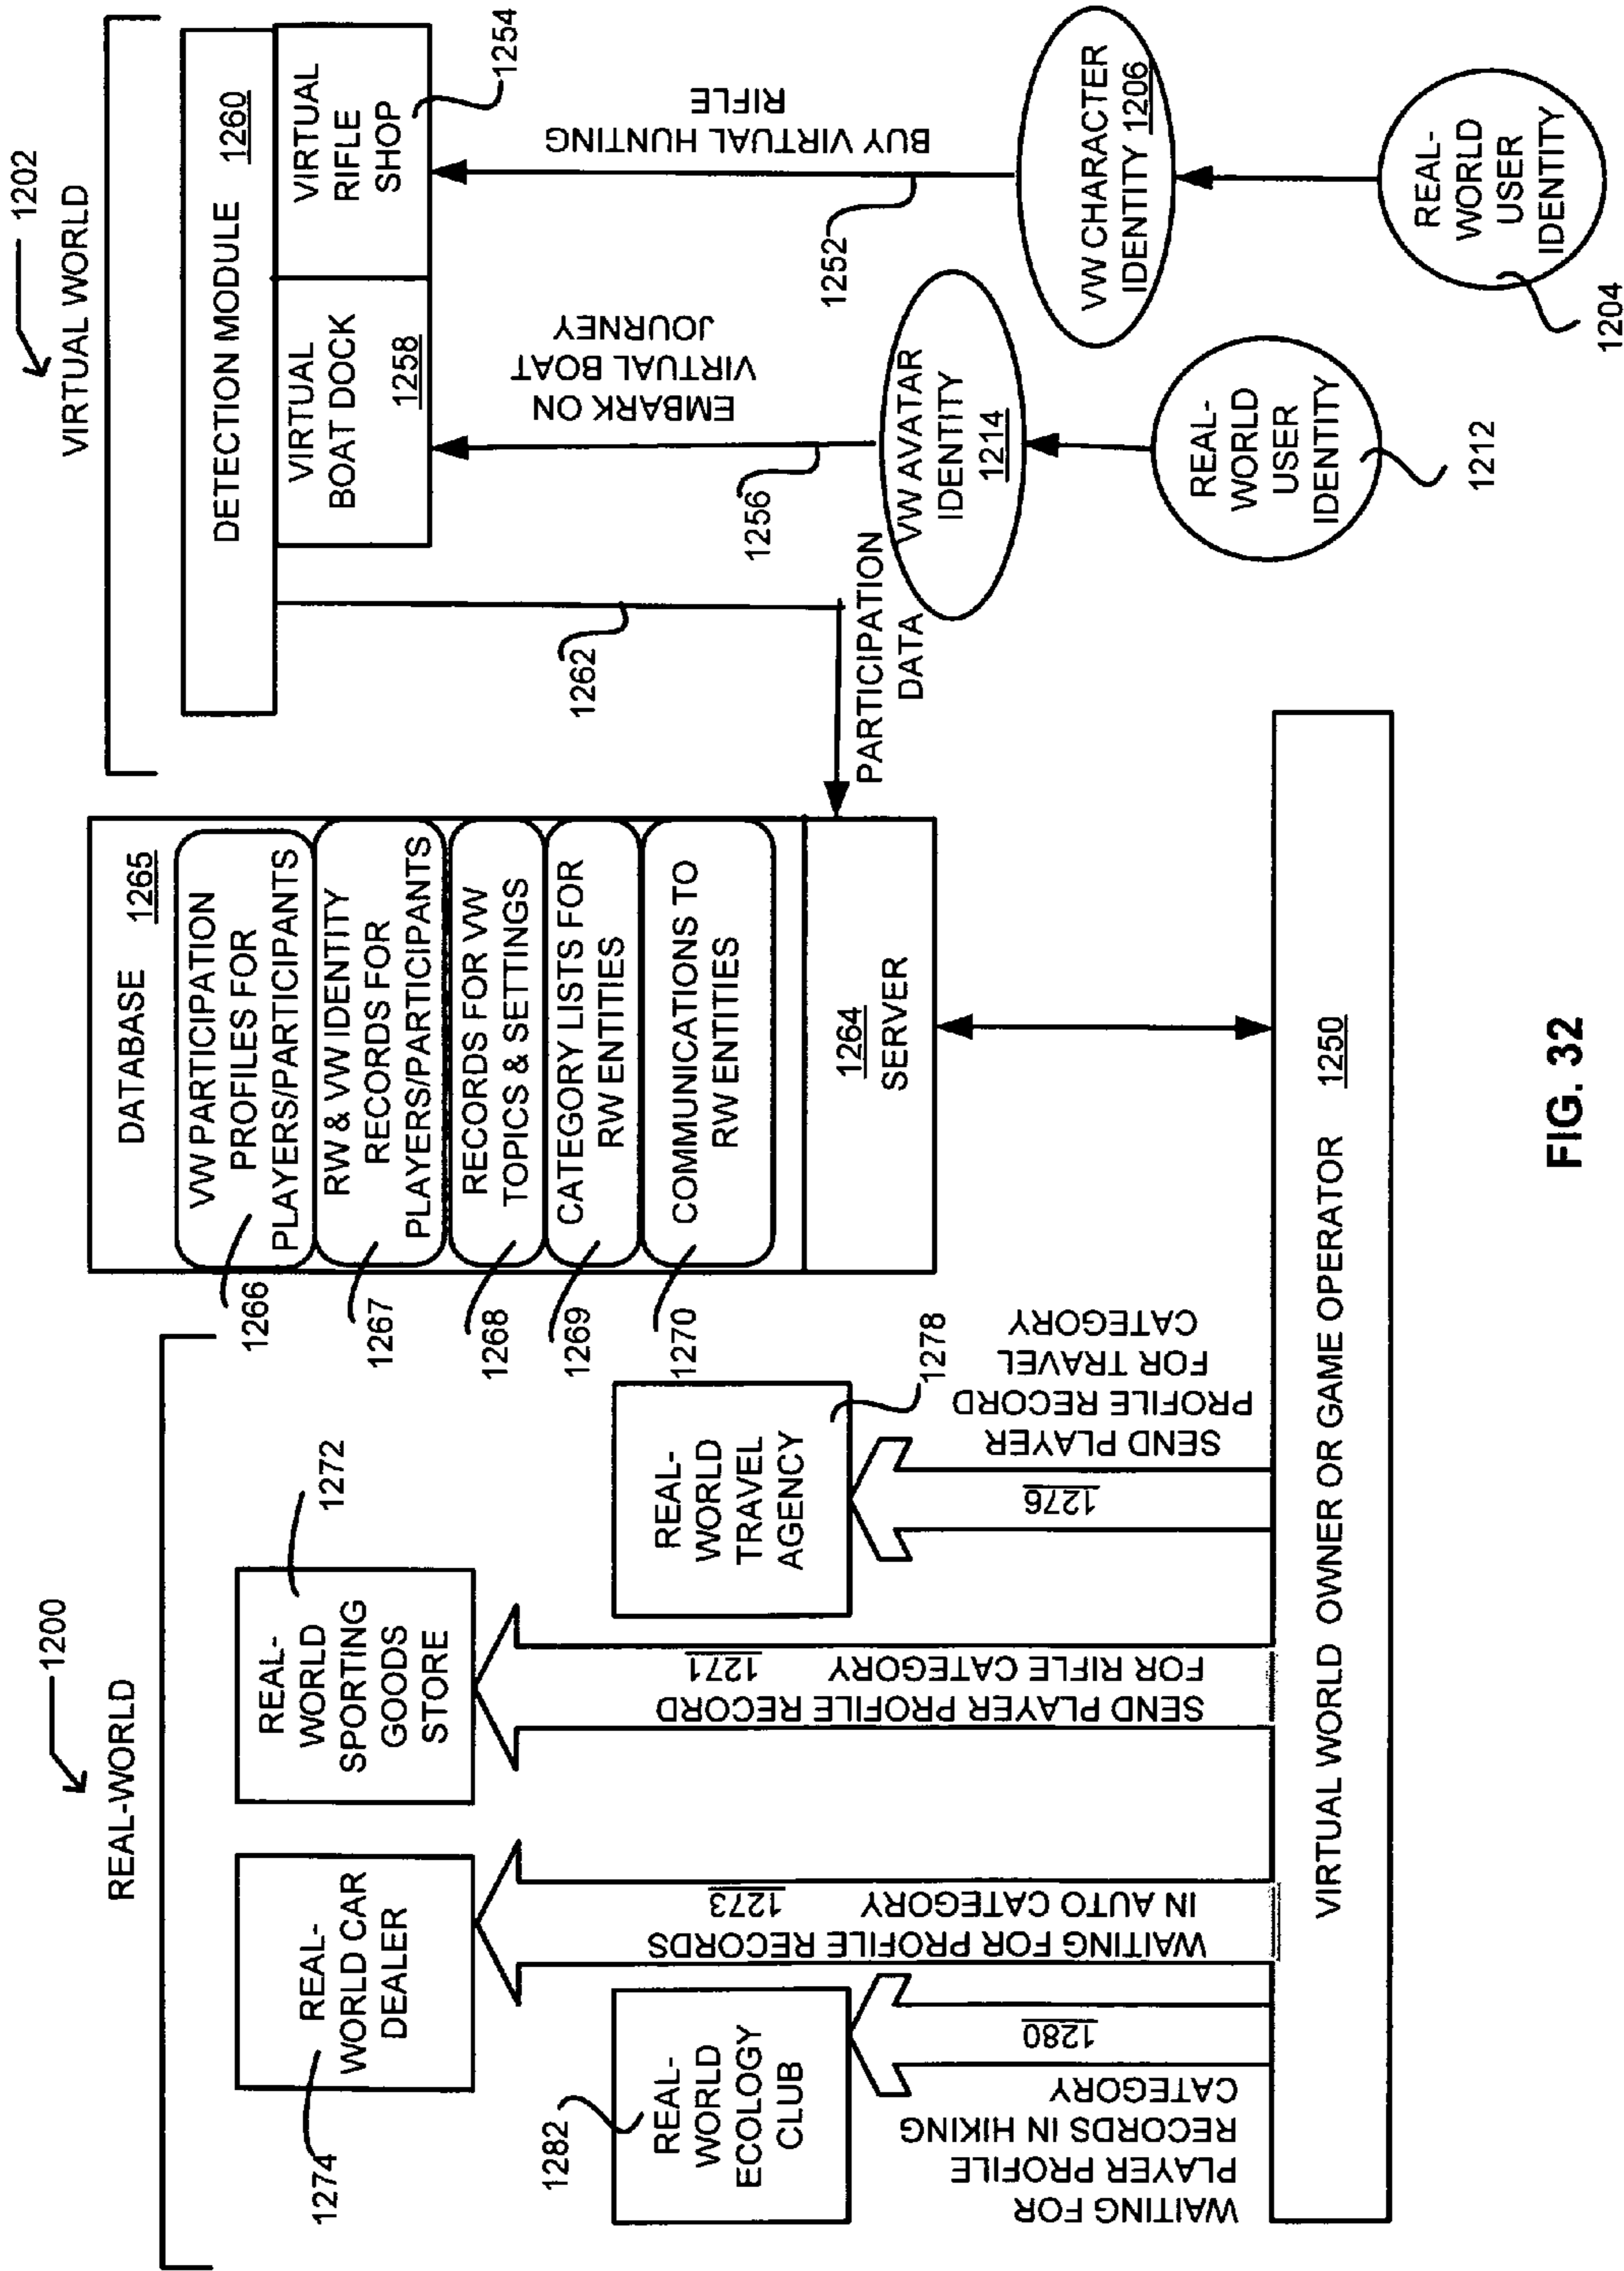 1200
REAL-WORLD
1274
REAL-
WORLD CAR
DEALER
1272
REAL-
WORLD
SPORTING
GOODS
STORE
1282
REAL-
WORLD
ECOLOGY
CLUB
REAL-
WORLD
TRAVEL
AGENCY
1278
WAITING FOR
PLAYER PROFILE
RECORDS IN HIKING
CATEGORY
1280
WAITING FOR PROFILE RECORDS
IN AUTO CATEGORY 1273
SEND PLAYER PROFILE RECORD
FOR RIFLE CATEGORY 1271
1276
SEND PLAYER
PROFILE RECORD
FOR TRAVEL
CATEGORY
VIRTUAL WORLD OWNER OR GAME OPERATOR 1250
DATABASE 1265
1266
VW PARTICIPATION
PROFILES FOR
PLAYERS/PARTICIPANTS
1267
RW & VW IDENTITY
RECORDS FOR
PLAYERS/PARTICIPANTS
1268
RECORDS FOR VW
TOPICS & SETTINGS
1269
CATEGORY LISTS FOR
RW ENTITIES
1270
COMMUNICATIONS TO
RW ENTITIES
1264
SERVER
1202
VIRTUAL WORLD
DETECTION MODULE 1260
VIRTUAL
BOAT DOCK
1258
VIRTUAL
RIFLE
SHOP
1254
1262
PARTICIPATION
DATA
1256
EMBARK ON
VIRTUAL BOAT
JOURNEY
1252
BUY VIRTUAL HUNTING
RIFLE
VW AVATAR
IDENTITY
1214
VW CHARACTER
IDENTITY 1206
REAL-
WORLD
USER
IDENTITY
1212
REAL-
WORLD
USER
IDENTITY
1204
FIG. 32